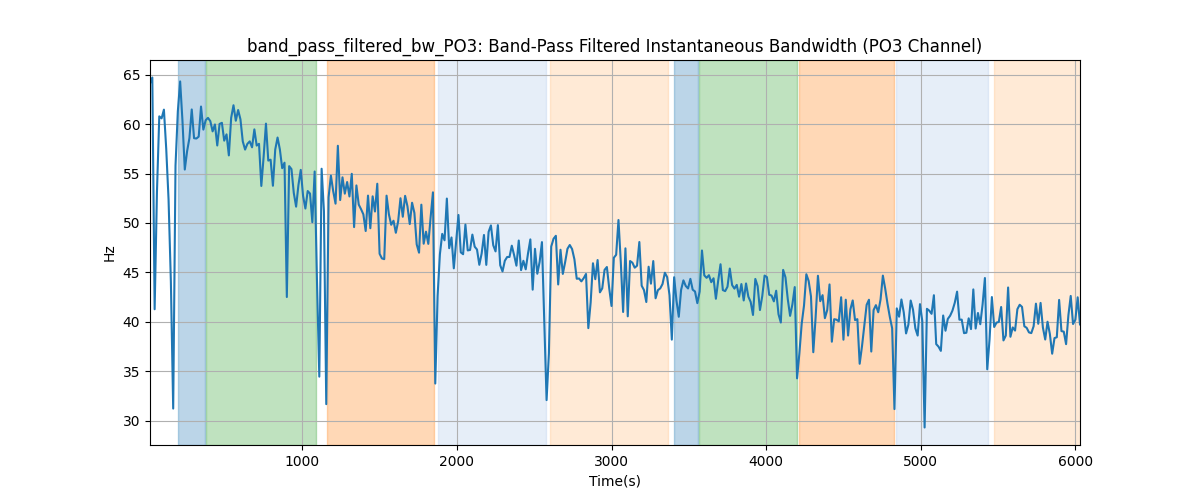 band_pass_filtered_bw_PO3: Band-Pass Filtered Instantaneous Bandwidth (PO3 Channel)
65
60
55
50
45
40
35
30
Hz
1000 2000 3000 4000 5000 6000
Time(s)